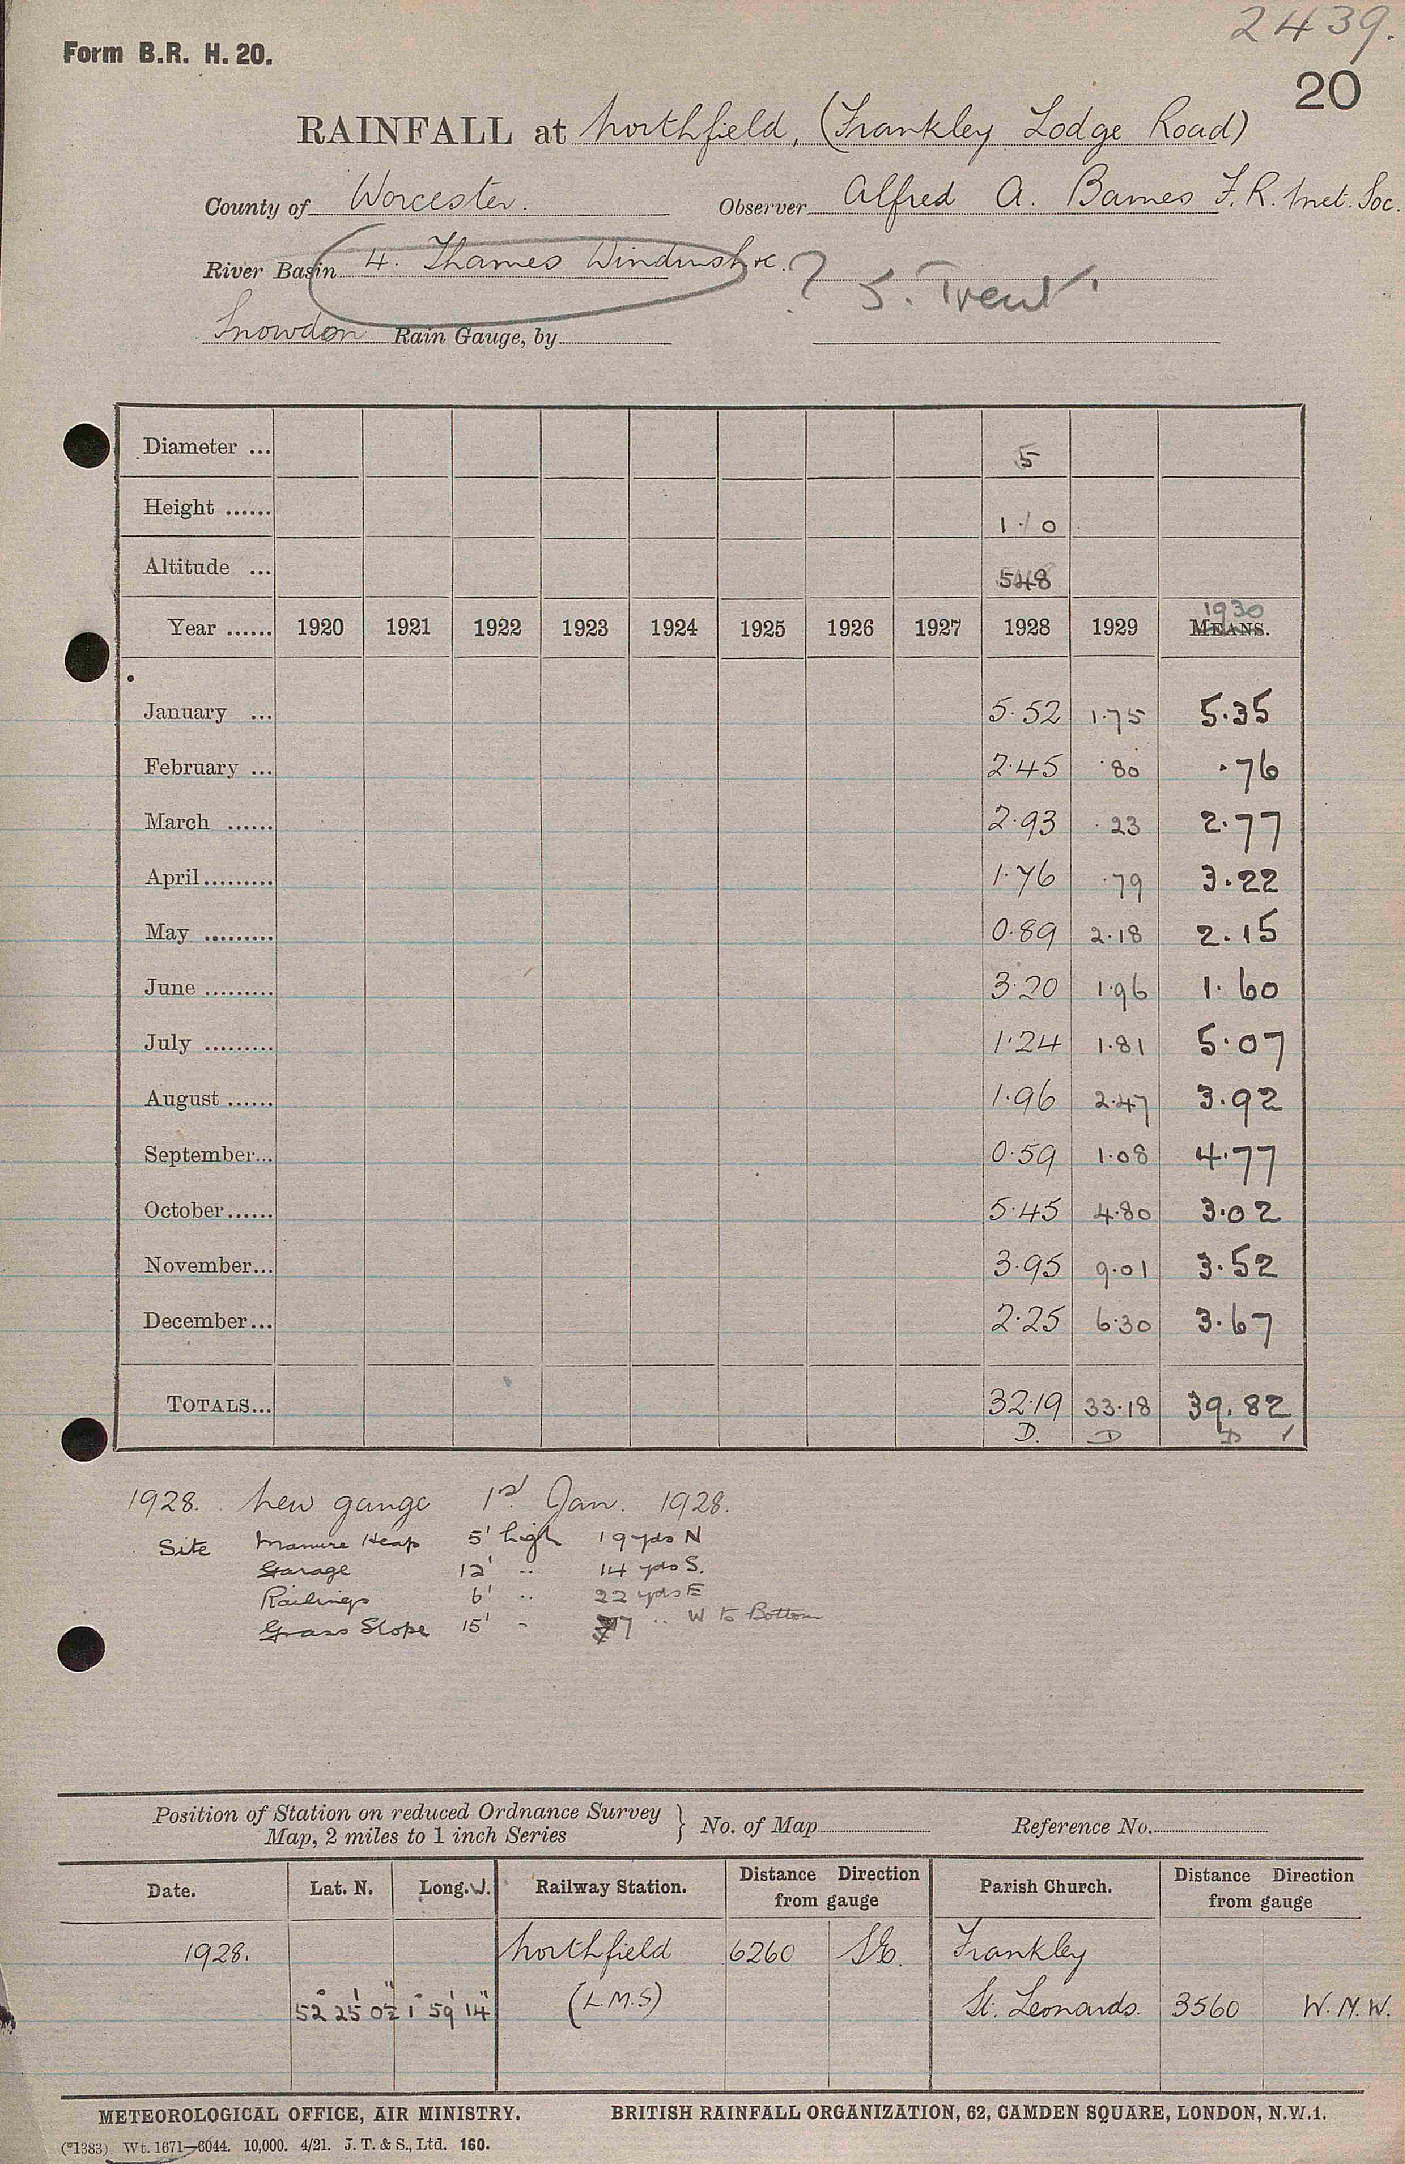 2439.
Form B.R. H. 20.
20
RAINFALL at Northfield, (Frankley Lodge Road)
County of Worcester. Observer Alfred A. Barnes F.R. Met. Soc.
River Basin 4. Thames Windrush &c. ? 5. Trent.
Snowdon Rain Gauge, by
Diameter ... 5
Height ...... 1.0
Altitude ... 548
1930
Year ...... 1920 1921 1922 1923 1924 1925 1926 1927 1928 1929 MEANS.
January ... 5.52 1.75 5.35
February ... 2.45 .80 .76
March ...... 2.93 .23 2.77
April ......... 1.76 .79 3.22
May ......... 0.89 2.18 2.15
June ......... 3.20 1.96 1.60
July ......... 1.24 1.81 5.07
August ...... 1.96 2.47 3.92
September... 0.59 1.08 4.77
October...... 5.45 4.80 3.02
November... 3.95 9.01 3.52
December... 2.25 6.30 3.67
TOTALS... 32.19 33.18 39.82
D. D D
1928. New gauge 1st Jan. 1928.
Site Manure Heap 5' high 19 yds N
Garage 12' .. 14 yds S.
Railings 6' .. 22 yds E
Grass Slope 15' .. 7 .. W to Bottom
Position of Station on reduced Ordnance Survey
Map, 2 miles to 1 inch Series } No. of Map Reference No.
Date. Lat. N. Long. W. Railway Station. Distance Direction from gauge Parish Church. Distance Direction from gauge
1928. Northfield 6260 S.E. Frankley
52° 25' 02" 1° 59' 14" (L.M.S) St. Leonards. 3560 W.N.W.
METEOROLOGICAL OFFICE, AIR MINISTRY. BRITISH RAINFALL ORGANIZATION, 62, CAMDEN SQUARE, LONDON, N.W.1.
(*1383) Wt. 1671—6044. 10,000. 4/21. J. T. & S., Ltd. 160.